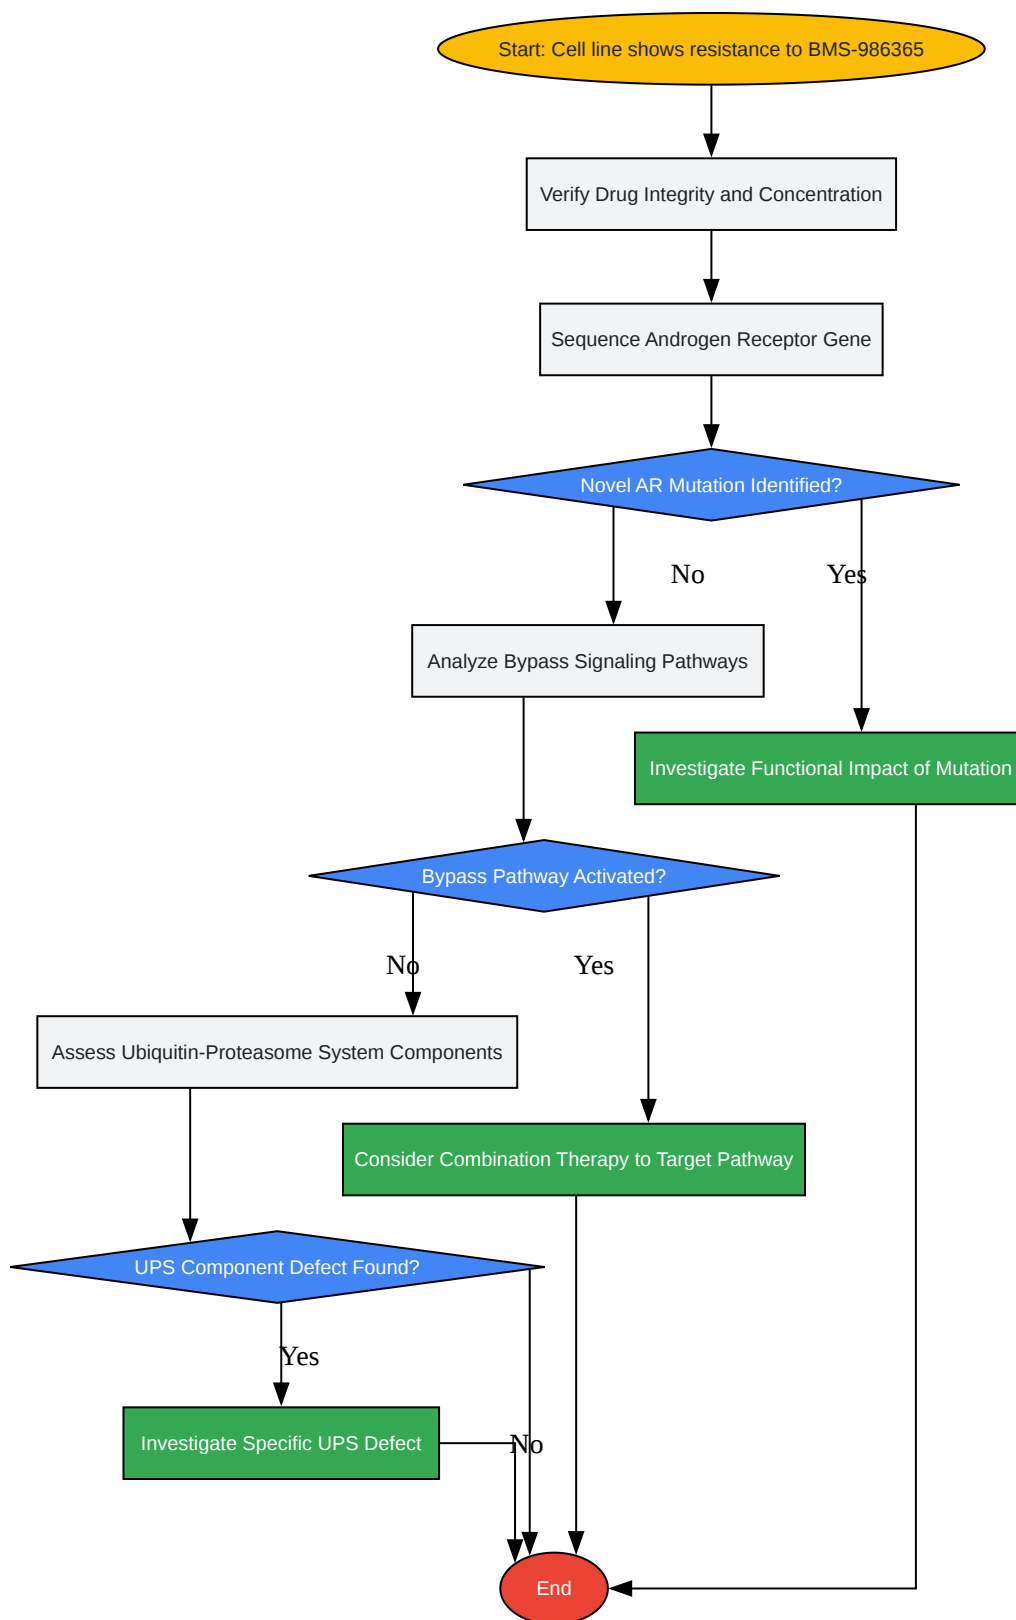 Start: Cell line shows resistance to BMS-986365
Verify Drug Integrity and Concentration
Sequence Androgen Receptor Gene
Novel AR Mutation Identified?
No
Yes
Analyze Bypass Signaling Pathways
Investigate Functional Impact of Mutation
Bypass Pathway Activated?
No
Yes
Assess Ubiquitin-Proteasome System Components
Consider Combination Therapy to Target Pathway
UPS Component Defect Found?
Yes
Investigate Specific UPS Defect
No
End